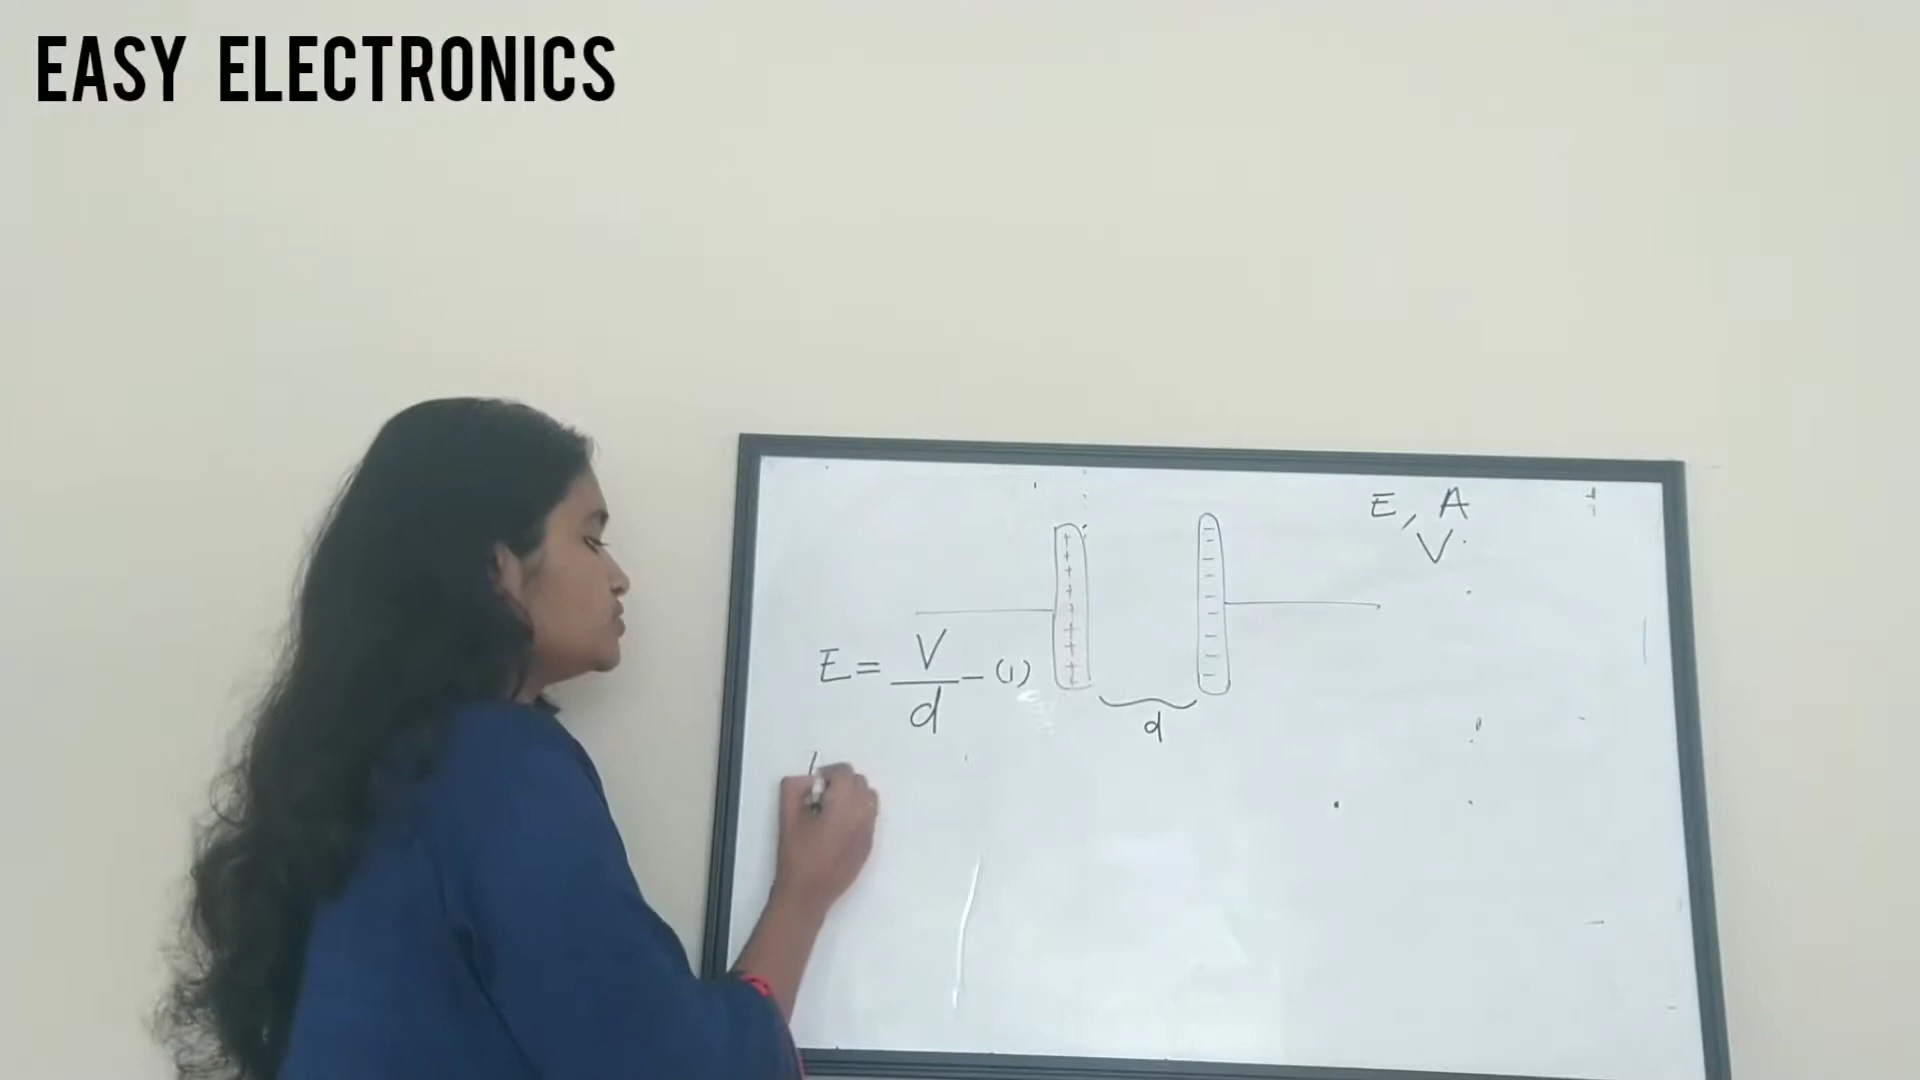 EASY ELECTRONICS
E, A
V
E = V/d - (1)
d